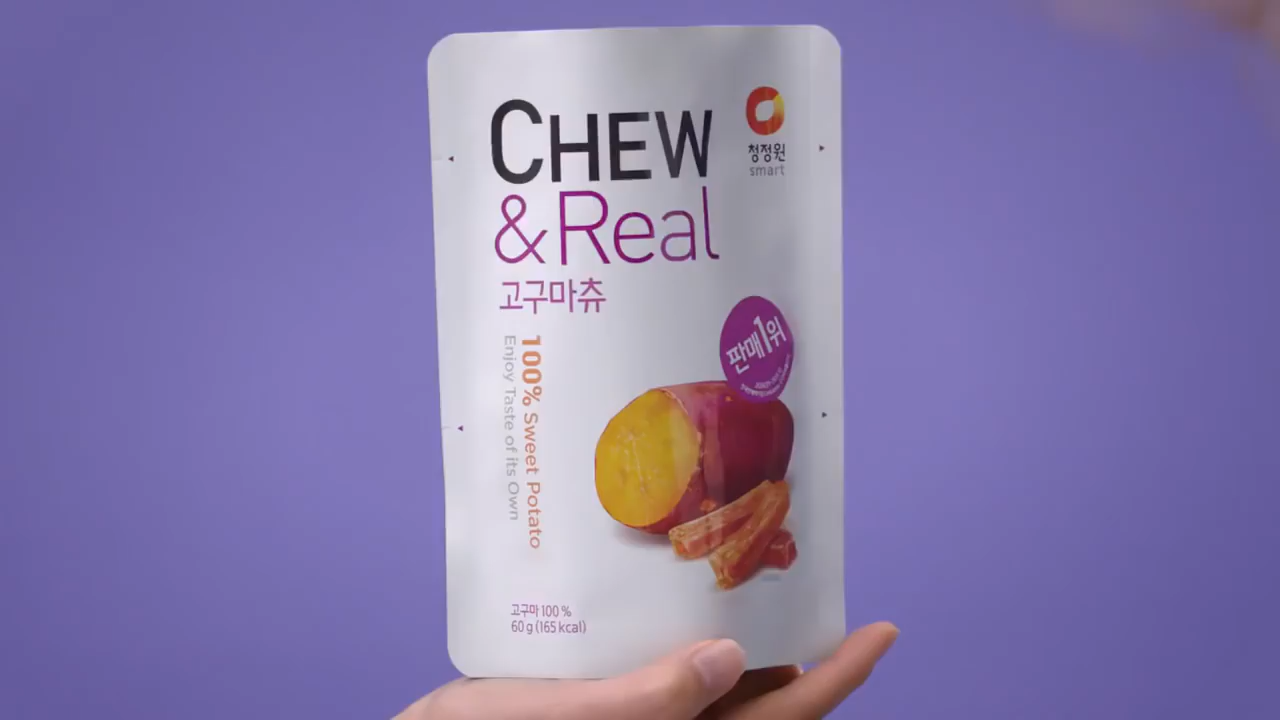 CHEW
&Real
고구마츄
청정원
smart
판매1위
100% Sweet Potato
Enjoy Taste of its Own
고구마 100 %
60 g (165 kcal)